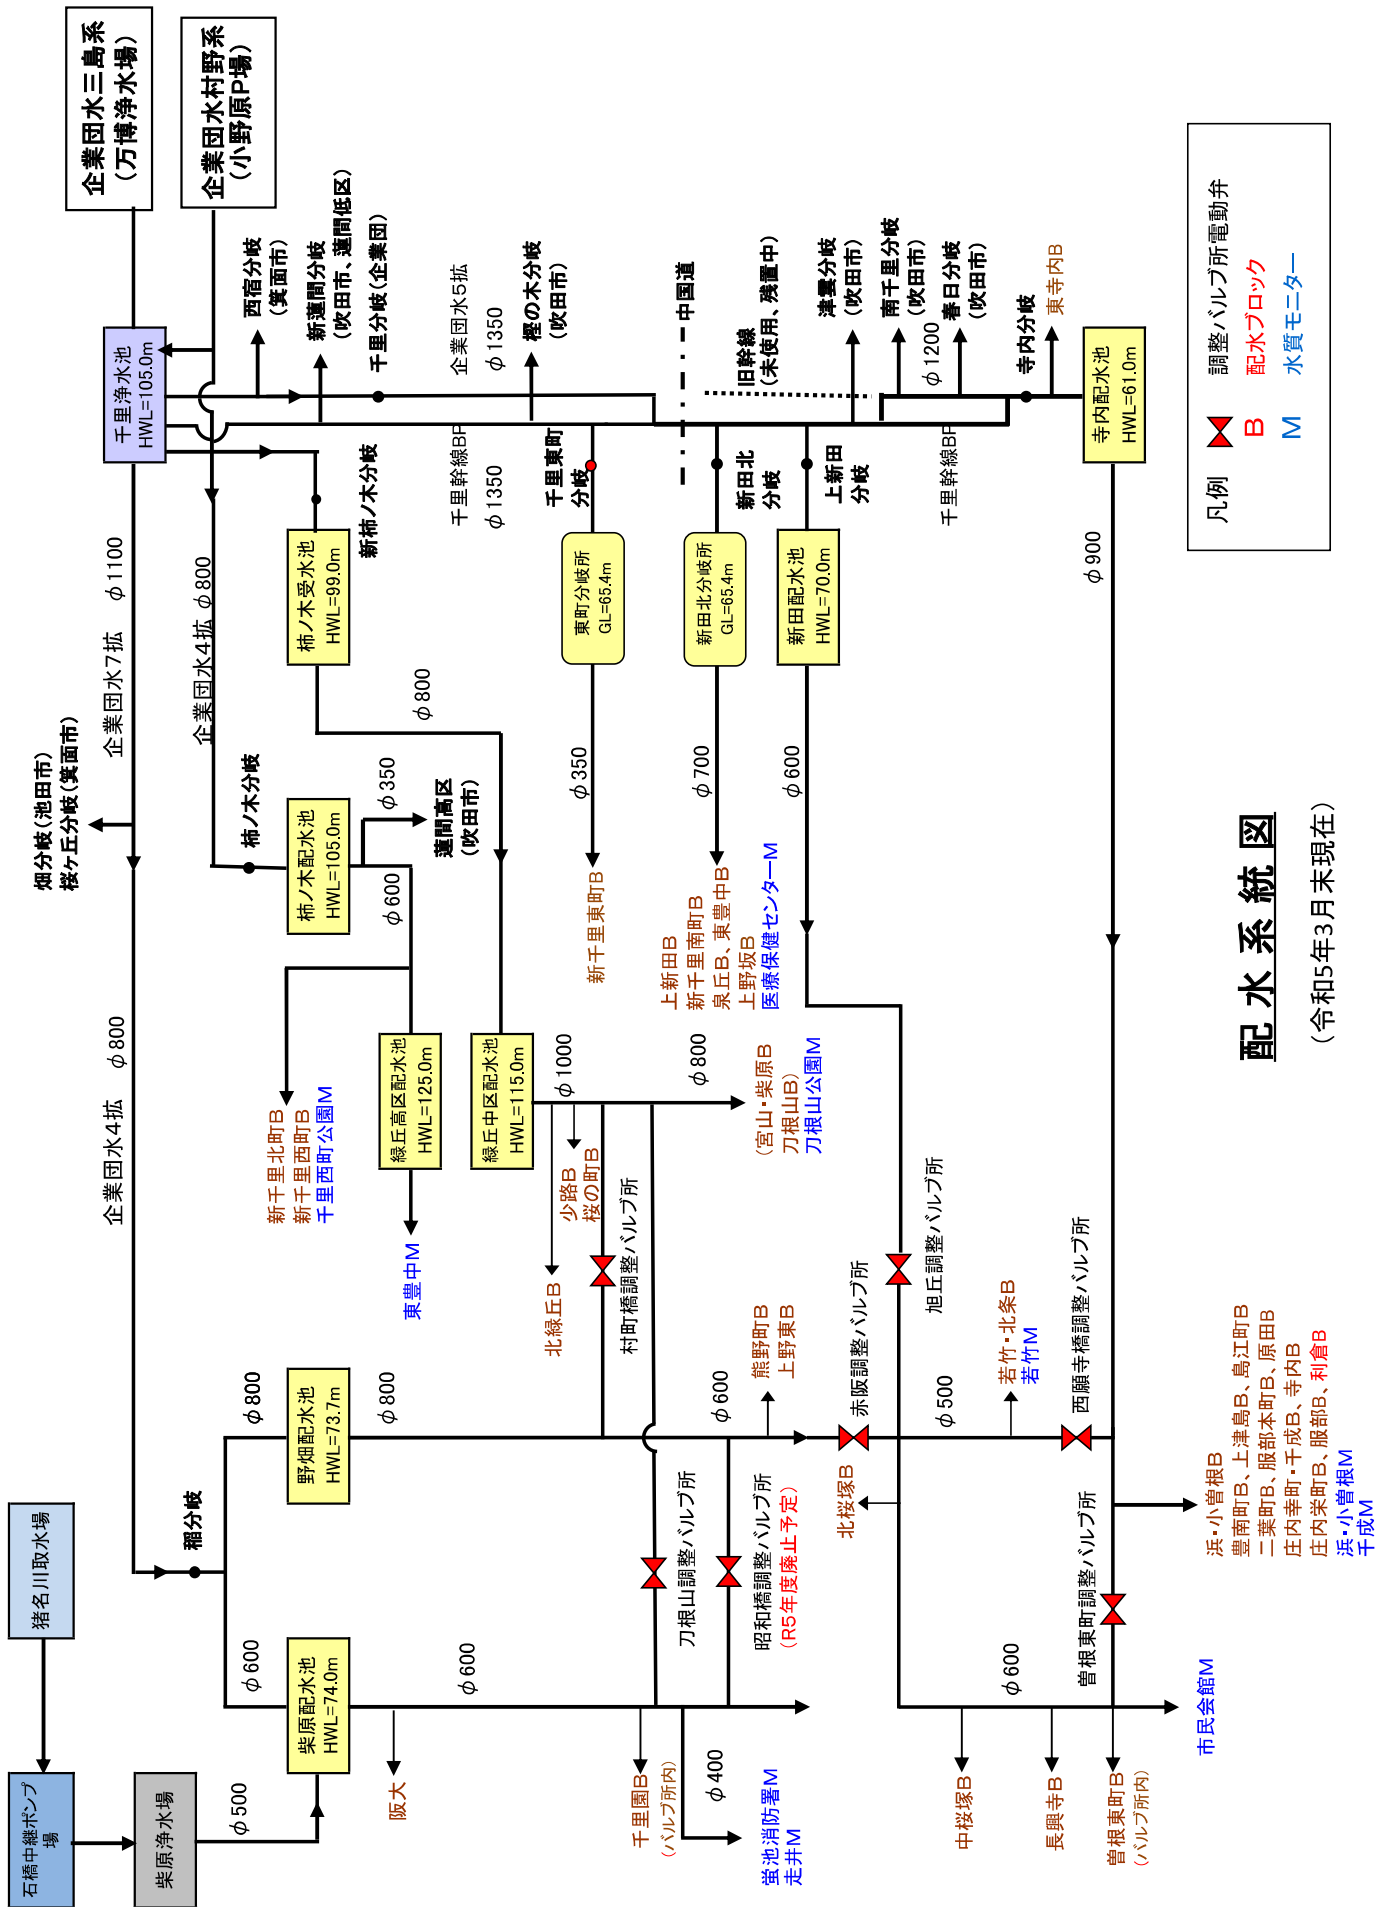 配水系統図
（令和5年3月末現在）
猪名川取水場
石橋中継ポンプ
場
柴原浄水場
φ500
企業団水三島系
（万博浄水場）
企業団水村野系
（小野原P場）
千里浄水池
HWL=105.0m
企業団水7拡　φ1100
畑分岐（池田市）
桜ヶ丘分岐（箕面市）
企業団水4拡　φ800
稲分岐
φ800
φ600
企業団水4拡　φ800
柿ノ木分岐
西宿分岐
（箕面市）
新蓮間分岐
（吹田市、蓮間低区）
千里分岐（企業団）
新柿ノ木分岐
企業団水5拡
φ1350
樫の木分岐
（吹田市）
千里幹線BP
φ1350
中国道
旧幹線
（未使用、残置中）
津雲分岐
（吹田市）
南千里分岐
（吹田市）
φ1200
春日分岐
（吹田市）
寺内分岐
東寺内B
千里幹線BP
千里東町
分岐
新田北
分岐
上新田
分岐
柿ノ木受水池
HWL=99.0m
φ800
東町分岐所
GL=65.4m
φ350
新千里東町B
新田北分岐所
GL=65.4m
φ700
上新田B
新千里南町B
泉丘B、東豊中B
上野坂B
医療保健センターM
新田配水池
HWL=70.0m
φ600
寺内配水池
HWL=61.0m
φ900
柿ノ木配水池
HWL=105.0m
φ350
蓮間高区
（吹田市）
φ600
新千里北町B
新千里西町B
千里西町公園M
緑丘高区配水池
HWL=125.0m
東豊中M
緑丘中区配水池
HWL=115.0m
φ1000
φ800
（宮山・柴原B
刀根山B）
刀根山公園M
少路B
桜の町B
北緑丘B
村町橋調整バルブ所
野畑配水池
HWL=73.7m
φ800
φ600
熊野町B
上野東B
赤阪調整バルブ所
旭丘調整バルブ所
φ500
北桜塚B
若竹・北条B
若竹M
西願寺橋調整バルブ所
柴原配水池
HWL=74.0m
φ600
阪大
千里園B
（バルブ所内）
φ400
蛍池消防署M
走井M
刀根山調整バルブ所
昭和橋調整バルブ所
（R5年度廃止予定）
曽根東町調整バルブ所
φ600
中桜塚B
長興寺B
曽根東町B
（バルブ所内）
市民会館M
浜・小曽根B
豊南町B、上津島B、島江町B
二葉町B、服部本町B、原田B
庄内幸町・千成B、寺内B
庄内栄町B、服部B、利倉B
浜・小曽根M
千成M
凡例
調整バルブ所電動弁
B　配水ブロック
M　水質モニター